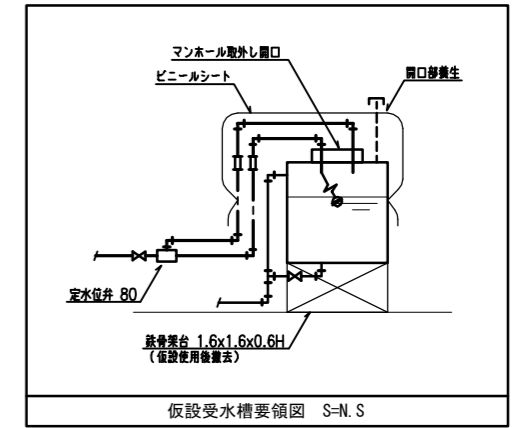 マンホール取外し開口
ビニールシート
開口部養生
定水位弁 80
鉄骨架台 1.6x1.6x0.6H
(仮設使用後撤去)
仮設受水槽要領図 S=N.S